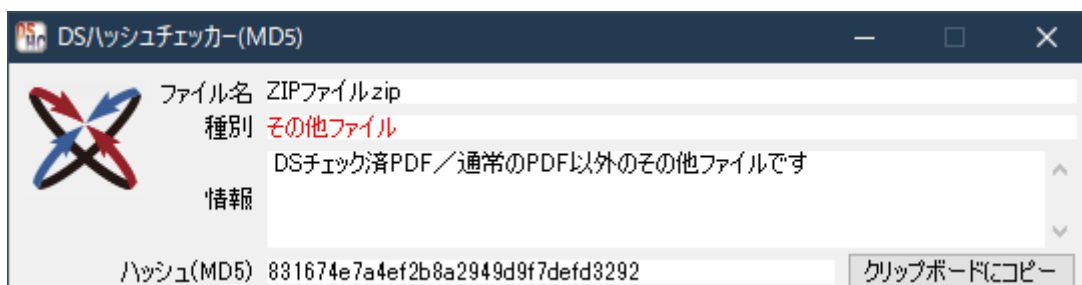 DSハッシュチェッカー(MD5)
ファイル名 ZIPファイル.zip
種別 その他ファイル
情報 DSチェック済PDF／通常のPDF以外のその他ファイルです
ハッシュ(MD5) 831674e7a4ef2b8a2949d9f7defd3292 クリップボードにコピー